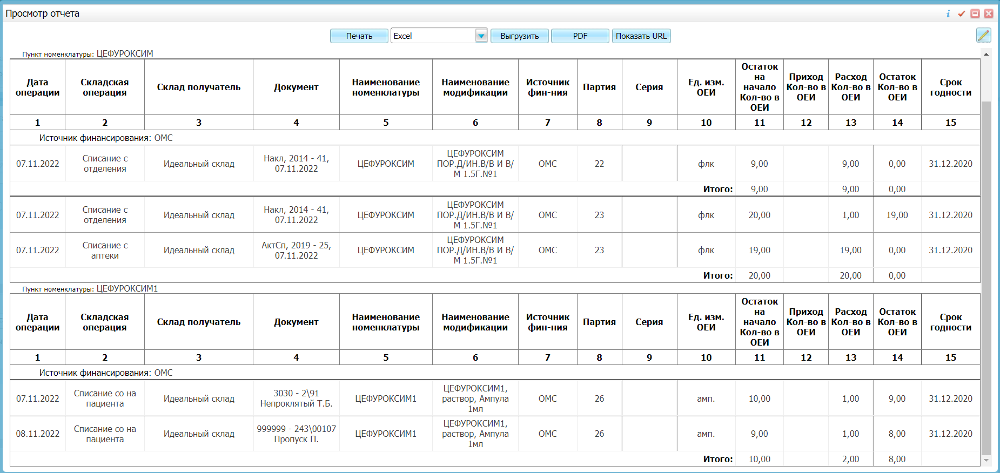 Просмотр отчета
Печать Excel Выгрузить PDF Показать URL
Пункт номенклатуры: ЦЕФУРОКСИМ
Дата операции Складская операция Склад получатель Документ Наименование номенклатуры Наименование модификации Источник фин-ния Партия Серия Ед. изм. ОЕИ Остаток на начало Кол-во в ОЕИ Приход Кол-во в ОЕИ Расход Кол-во в ОЕИ Остаток Кол-во в ОЕИ Срок годности
1 2 3 4 5 6 7 8 9 10 11 12 13 14 15
Источник финансирования: ОМС
07.11.2022 Списание с отделения Идеальный склад Накл, 2014 - 41, 07.11.2022 ЦЕФУРОКСИМ ЦЕФУРОКСИМ ПОР.Д/ИН.В/В И В/М 1.5Г.№1 ОМС 22 флк 9,00 9,00 0,00 31.12.2020
Итого: 9,00 9,00 0,00
07.11.2022 Списание с отделения Идеальный склад Накл, 2014 - 41, 07.11.2022 ЦЕФУРОКСИМ ЦЕФУРОКСИМ ПОР.Д/ИН.В/В И В/М 1.5Г.№1 ОМС 23 флк 20,00 1,00 19,00 31.12.2020
07.11.2022 Списание с аптеки Идеальный склад АктСп, 2019 - 25, 07.11.2022 ЦЕФУРОКСИМ ЦЕФУРОКСИМ ПОР.Д/ИН.В/В И В/М 1.5Г.№1 ОМС 23 флк 19,00 19,00 0,00 31.12.2020
Итого: 20,00 20,00 0,00
Пункт номенклатуры: ЦЕФУРОКСИМ1
Дата операции Складская операция Склад получатель Документ Наименование номенклатуры Наименование модификации Источник фин-ния Партия Серия Ед. изм. ОЕИ Остаток на начало Кол-во в ОЕИ Приход Кол-во в ОЕИ Расход Кол-во в ОЕИ Остаток Кол-во в ОЕИ Срок годности
1 2 3 4 5 6 7 8 9 10 11 12 13 14 15
Источник финансирования: ОМС
07.11.2022 Списание со на пациента Идеальный склад 3030 - 2\91 Непроклятый Т.Б. ЦЕФУРОКСИМ1 ЦЕФУРОКСИМ1, раствор, Ампула 1мл ОМС 26 амп. 10,00 1,00 9,00 31.12.2020
08.11.2022 Списание со на пациента Идеальный склад 999999 - 243\00107 Пропуск П. ЦЕФУРОКСИМ1 ЦЕФУРОКСИМ1, раствор, Ампула 1мл ОМС 26 амп. 9,00 1,00 8,00 31.12.2020
Итого: 10,00 2,00 8,00